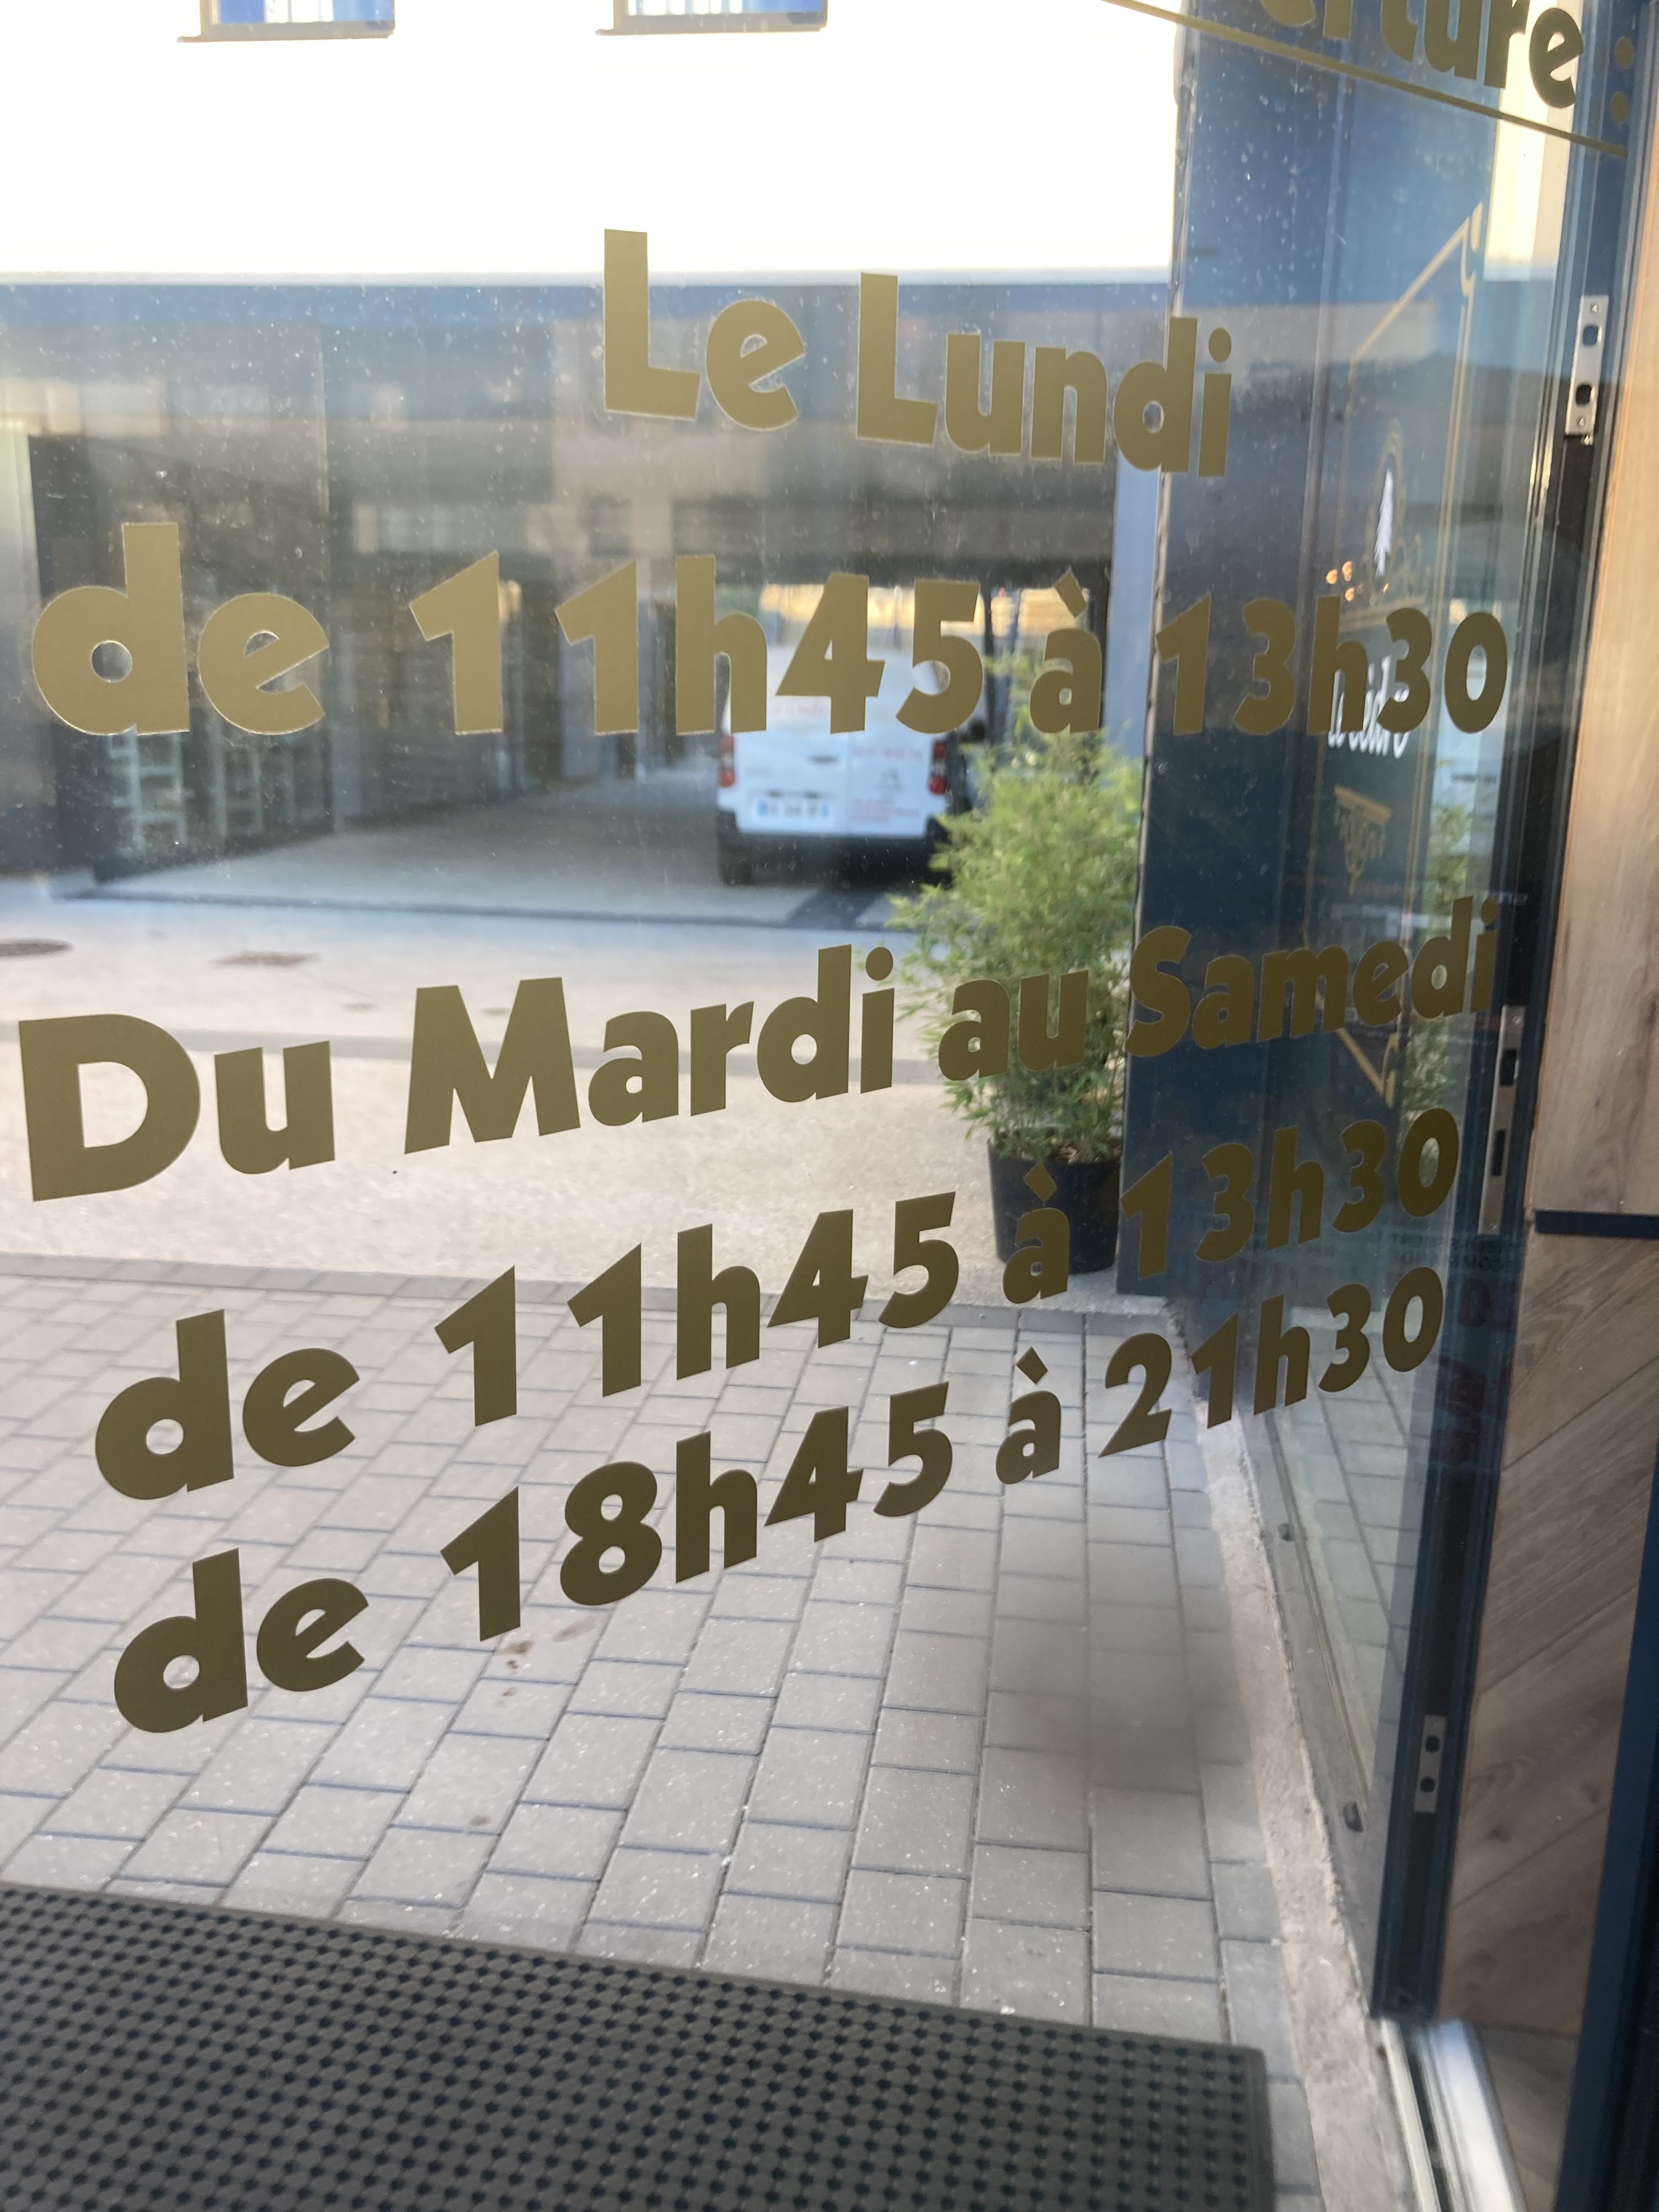 erture :
Le Lundi
de 11h45 à 13h30
Du Mardi au Samedi
de 11h45 à 13h30
de 18h45 à 21h30